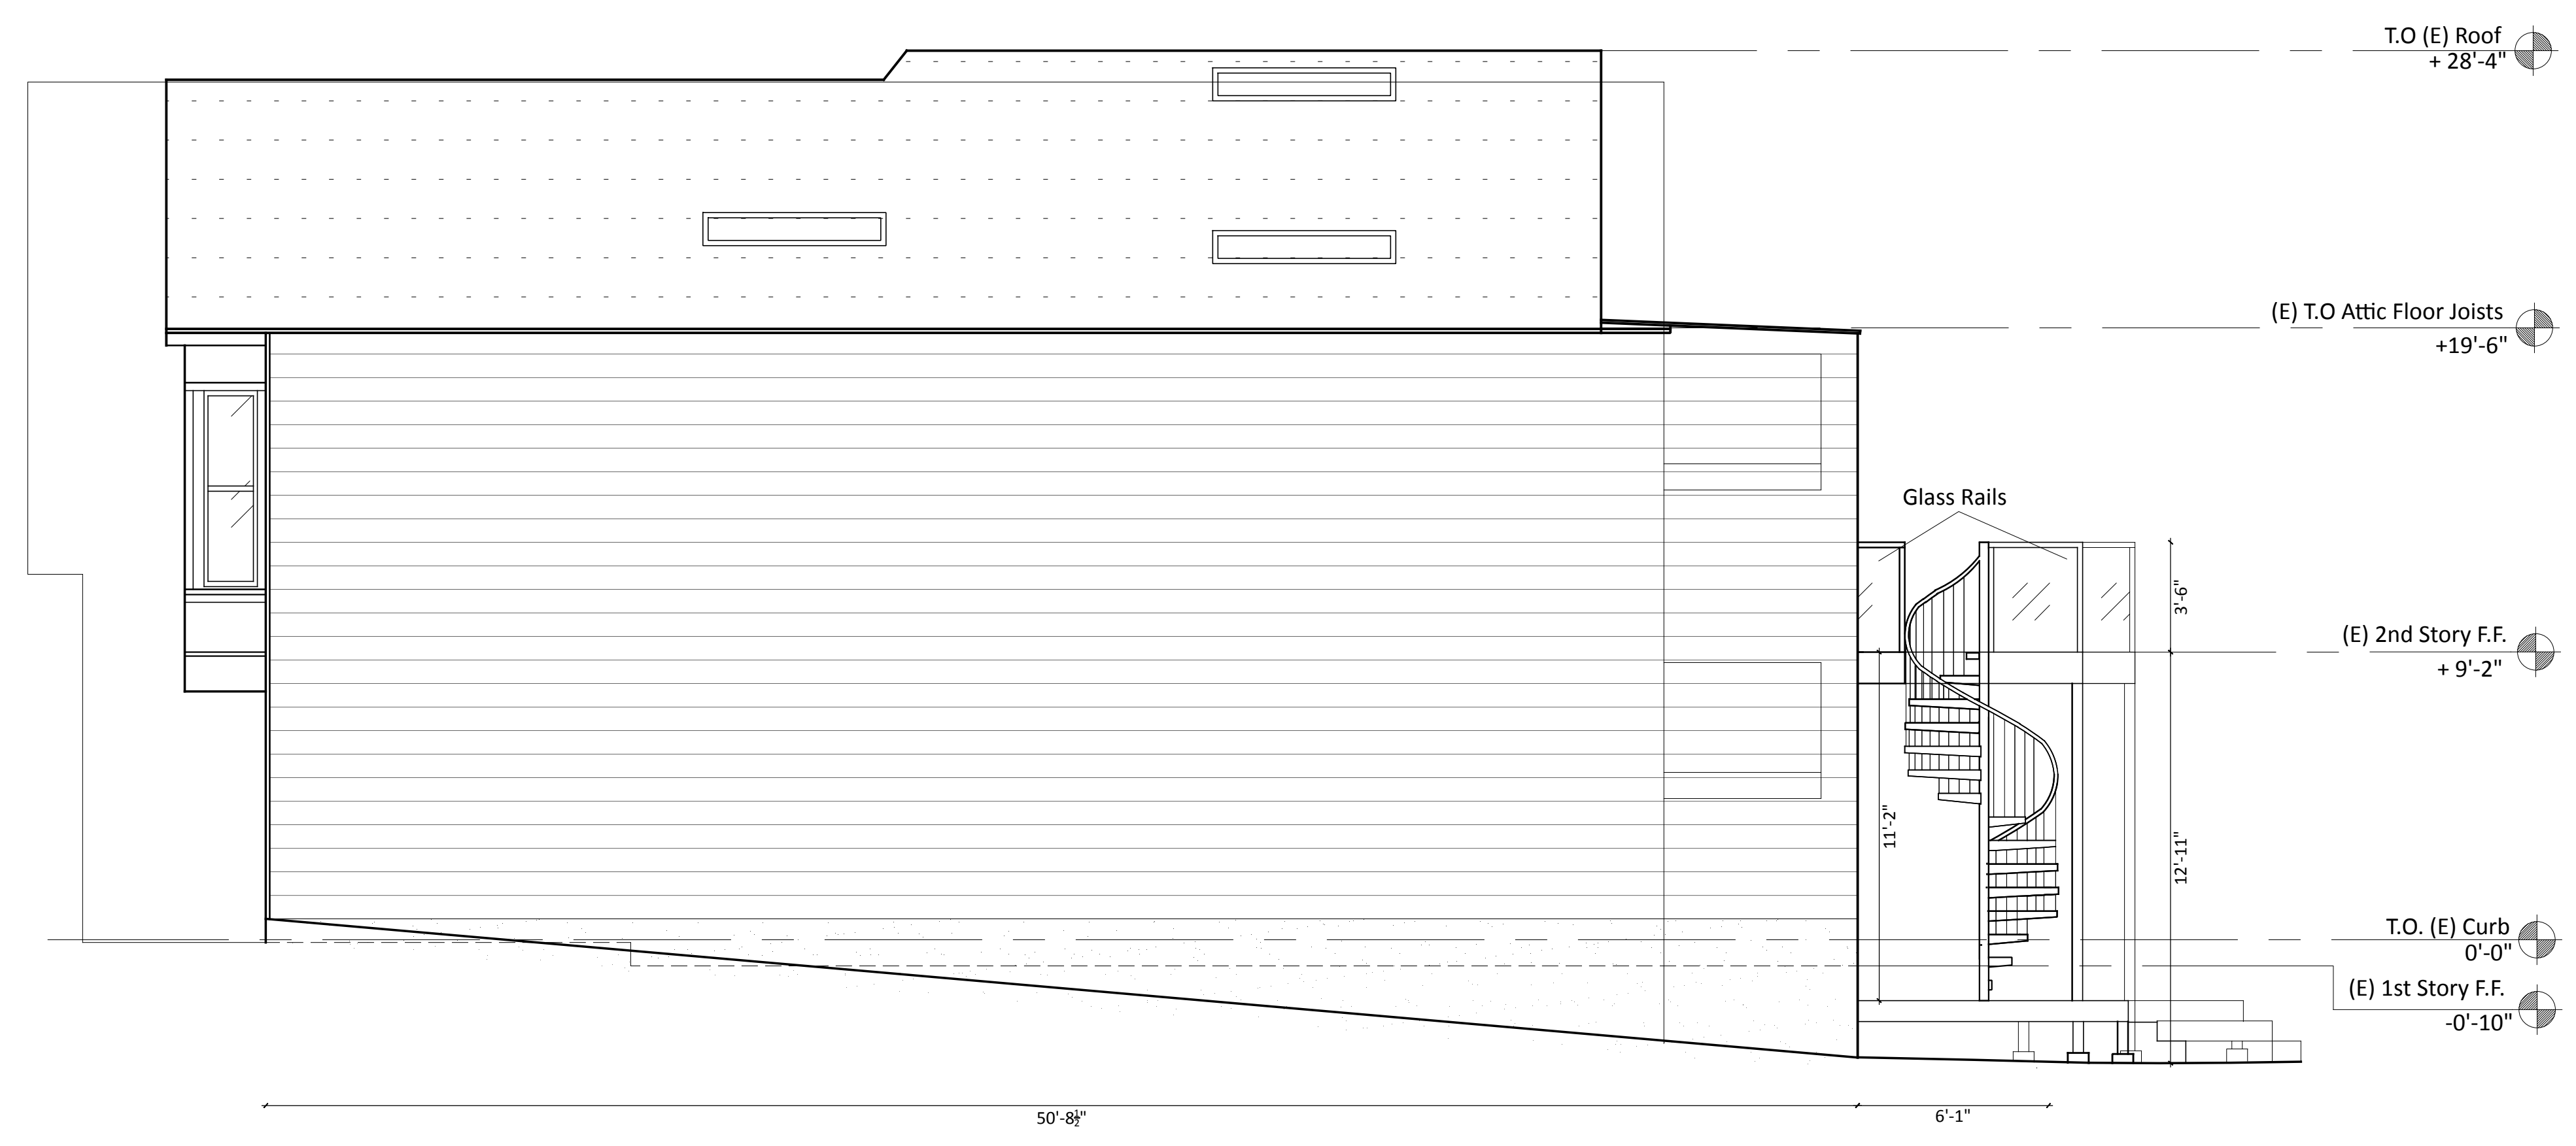 T.O (E) Roof
+ 28'-4"
(E) T.O Attic Floor Joists
+19'-6"
Glass Rails
3'-6"
(E) 2nd Story F.F.
+ 9'-2"
11'-2"
12'-11"
T.O. (E) Curb
0'-0"
(E) 1st Story F.F.
-0'-10"
50'-8½"
6'-1"